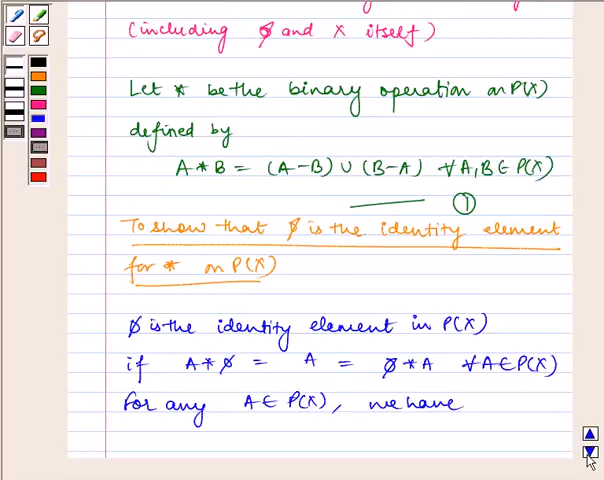 (including ϕ and X itself)
Let * be the binary operation on P(X)
defined by
A * B = (A-B) ∪ (B-A) ∀A,B ∈ P(X)
①
To show that ϕ is the identity element
for * on P(X)
ϕ is the identity element in P(X)
if A * ϕ = A = ϕ * A ∀A ∈ P(X)
For any A ∈ P(X), we have